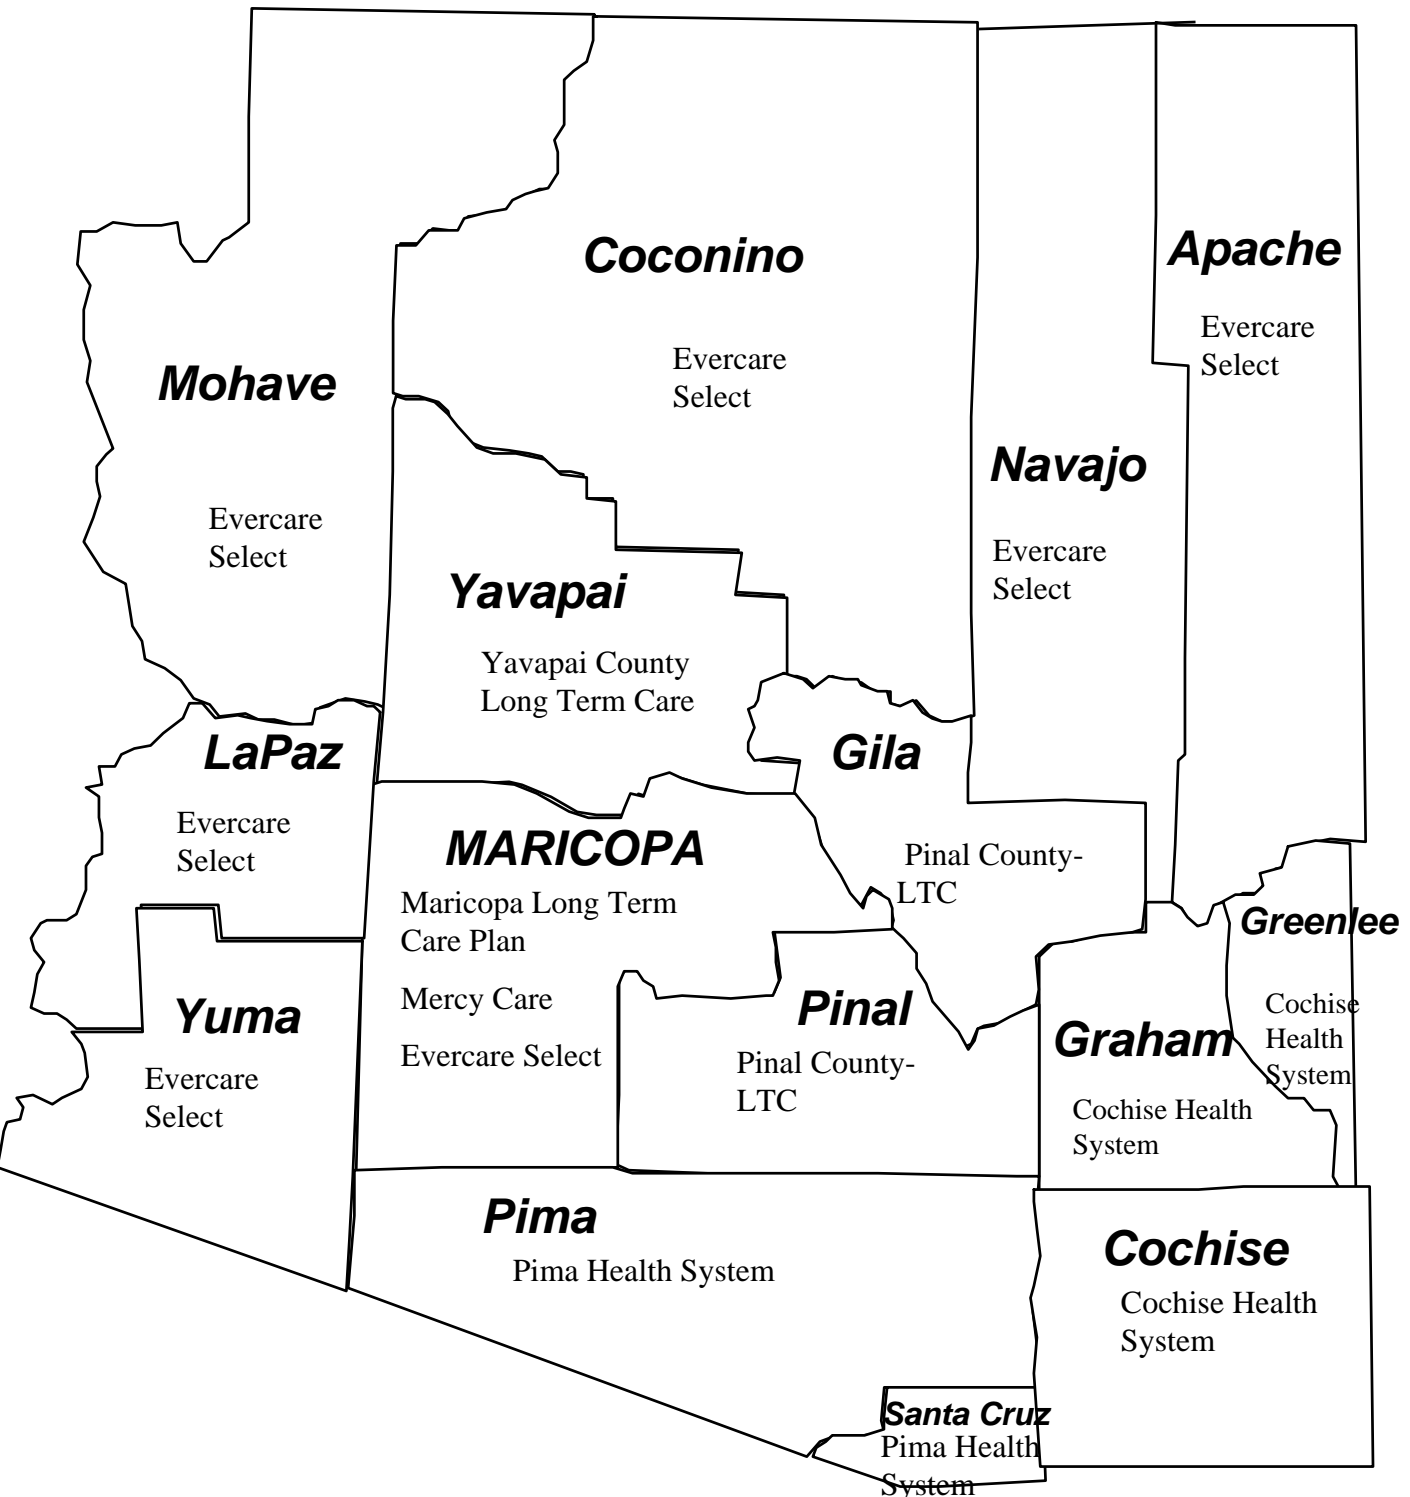 Coconino
Evercare
Select
Apache
Evercare
Select
Mohave
Evercare
Select
Navajo
Evercare
Select
Yavapai
Yavapai County
Long Term Care
LaPaz
Evercare
Select
Gila
Pinal County-
LTC
MARICOPA
Maricopa Long Term
Care Plan
Mercy Care
Evercare Select
Greenlee
Cochise
Health
System
Yuma
Evercare
Select
Pinal
Pinal County-
LTC
Graham
Cochise Health
System
Pima
Pima Health System
Cochise
Cochise Health
System
Santa Cruz
Pima Health
System